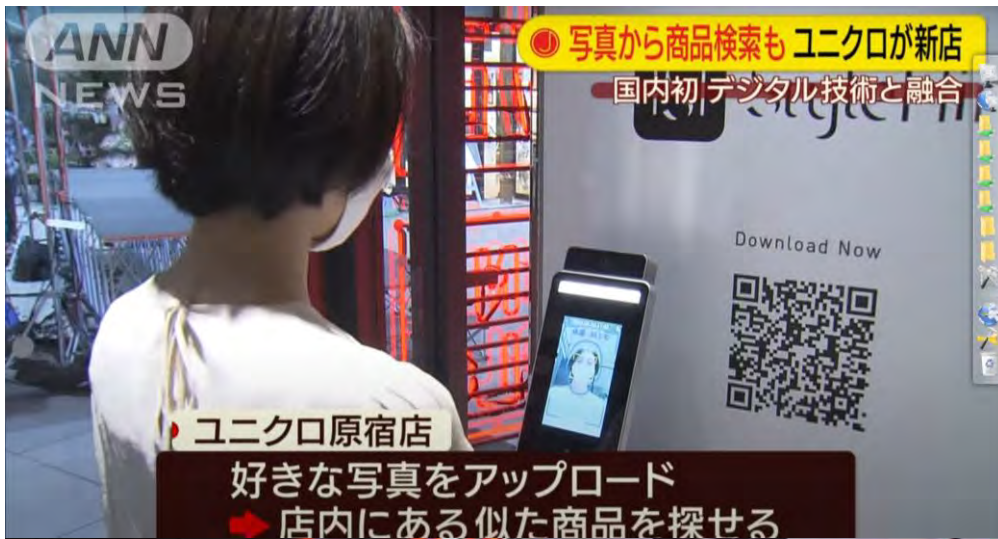 ANN
NEWS
写真から商品検索も ユニクロが新店
国内初 デジタル技術と融合
Download Now
ユニクロ原宿店
好きな写真をアップロード
➡店内にある似た商品を探せる